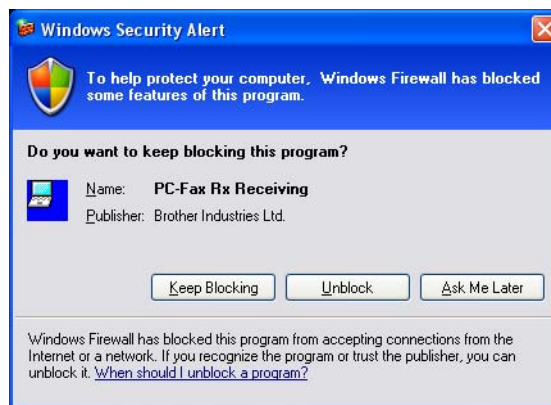 Windows Security Alert
To help protect your computer, Windows Firewall has blocked
some features of this program.
Do you want to keep blocking this program?
Name: PC-Fax Rx Receiving
Publisher: Brother Industries Ltd.
Keep Blocking Unblock Ask Me Later
Windows Firewall has blocked this program from accepting connections from the
Internet or a network. If you recognize the program or trust the publisher, you can
unblock it. When should I unblock a program?